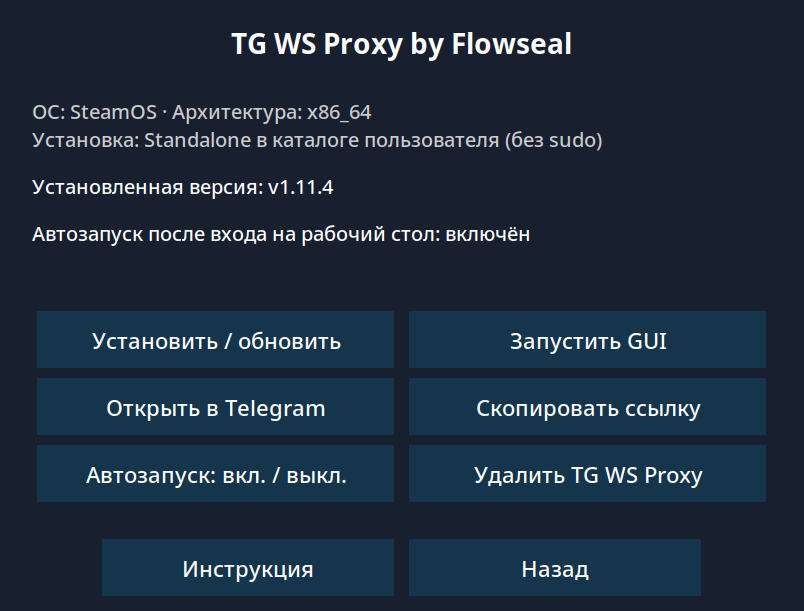 TG WS Proxy by Flowseal
ОС: SteamOS · Архитектура: x86_64
Установка: Standalone в каталоге пользователя (без sudo)
Установленная версия: v1.11.4
Автозапуск после входа на рабочий стол: включён
Установить / обновить
Запустить GUI
Открыть в Telegram
Скопировать ссылку
Автозапуск: вкл. / выкл.
Удалить TG WS Proxy
Инструкция
Назад